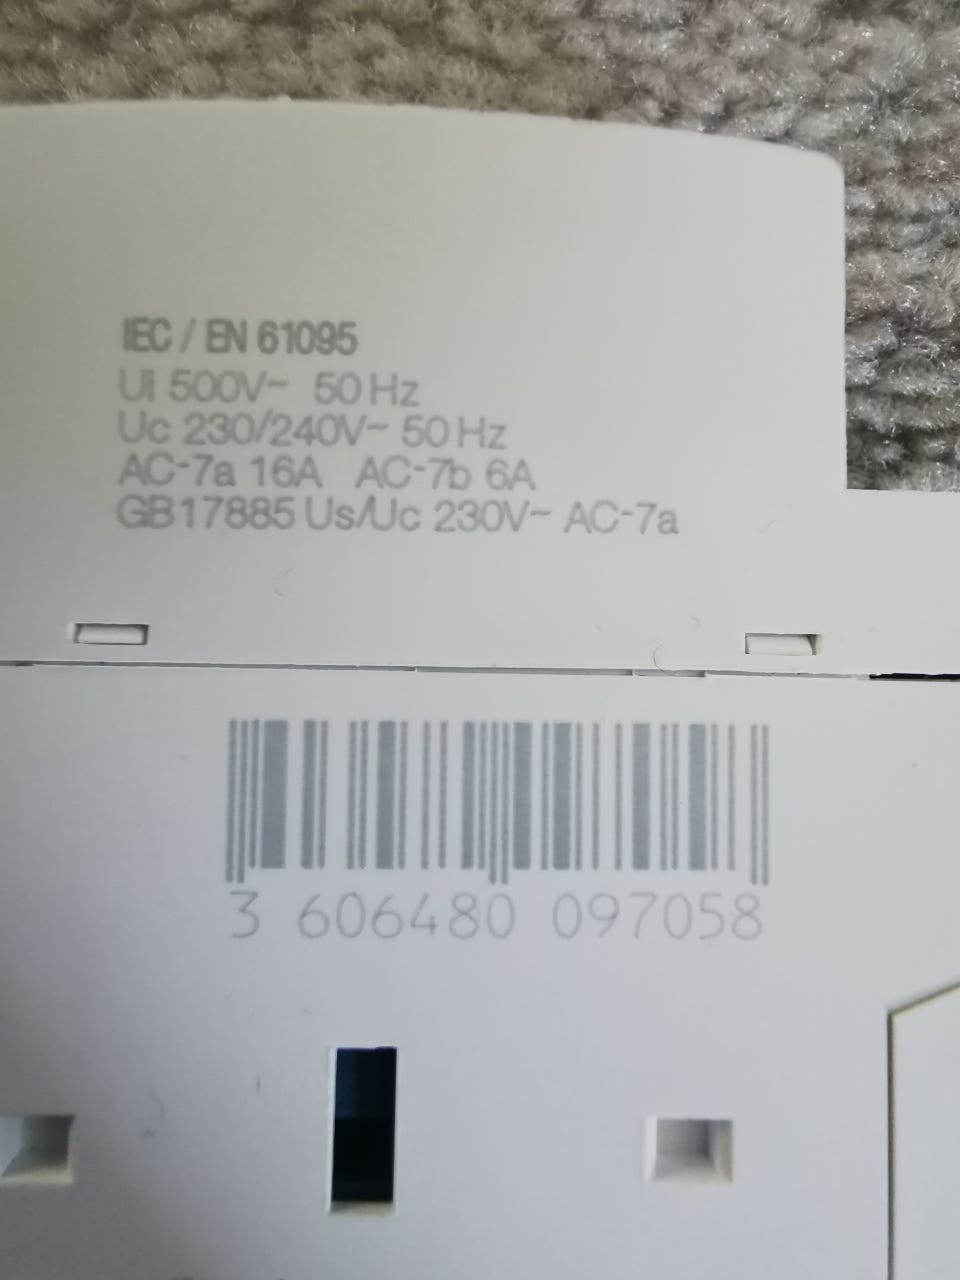 IEC / EN 61095
Ui 500V~ 50 Hz
Uc 230/240V~ 50 Hz
AC-7a 16A AC-7b 6A
GB17885 Us/Uc 230V~ AC-7a
3 606480 097058